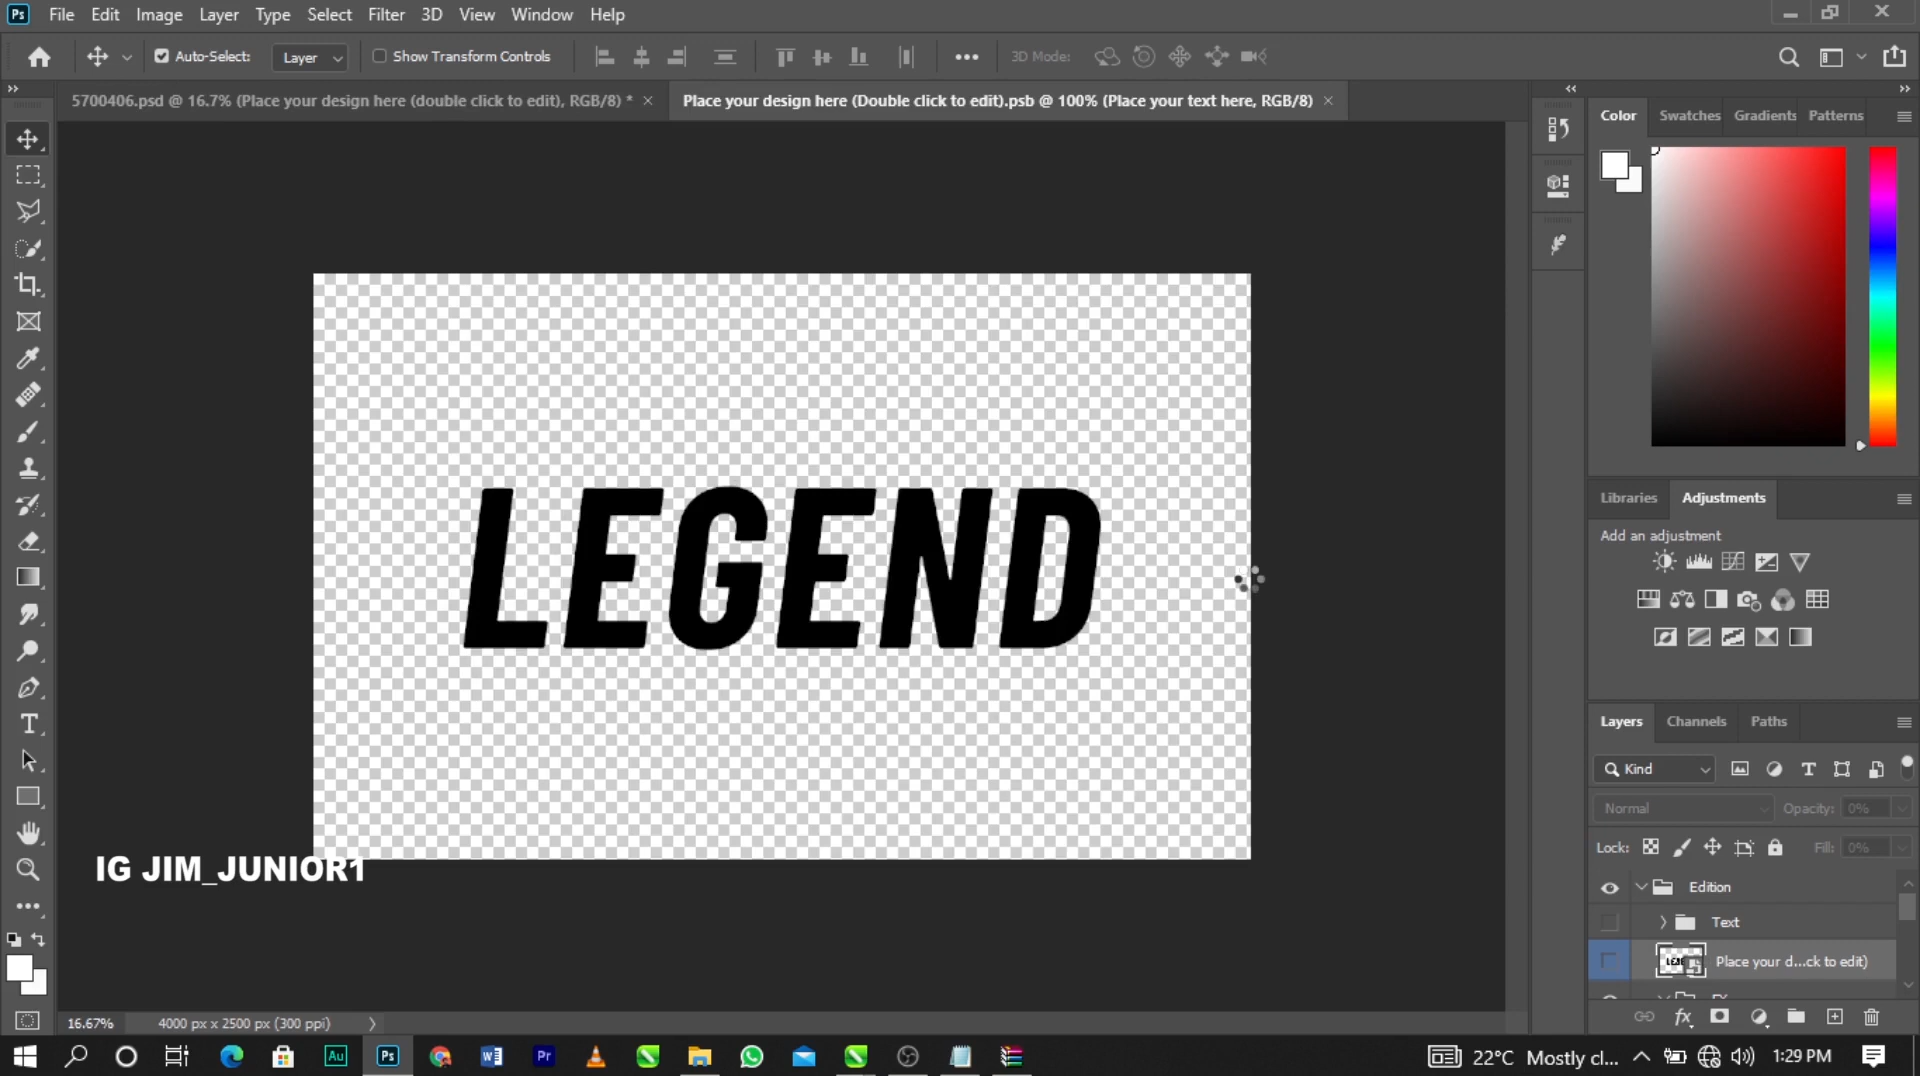 Ps File Edit Image Layer Type Select Filter 3D View Window Help
Auto-Select: Layer Show Transform Controls 3D Mode:
5700406.psd @ 16.7% (Place your design here (double click to edit), RGB/8) * × Place your design here (Double click to edit).psb @ 100% (Place your text here, RGB/8) ×
Color Swatches Gradients Patterns
LEGEND
Libraries Adjustments
Add an adjustment
Layers Channels Paths
Kind
Normal Opacity: 0%
Lock: Fill: 0%
Edition
Text
Place your d...ck to edit)
IG JIM_JUNIOR1
16.67% 4000 px x 2500 px (300 ppi)
Au Ps Pr 22°C Mostly cl... 1:29 PM